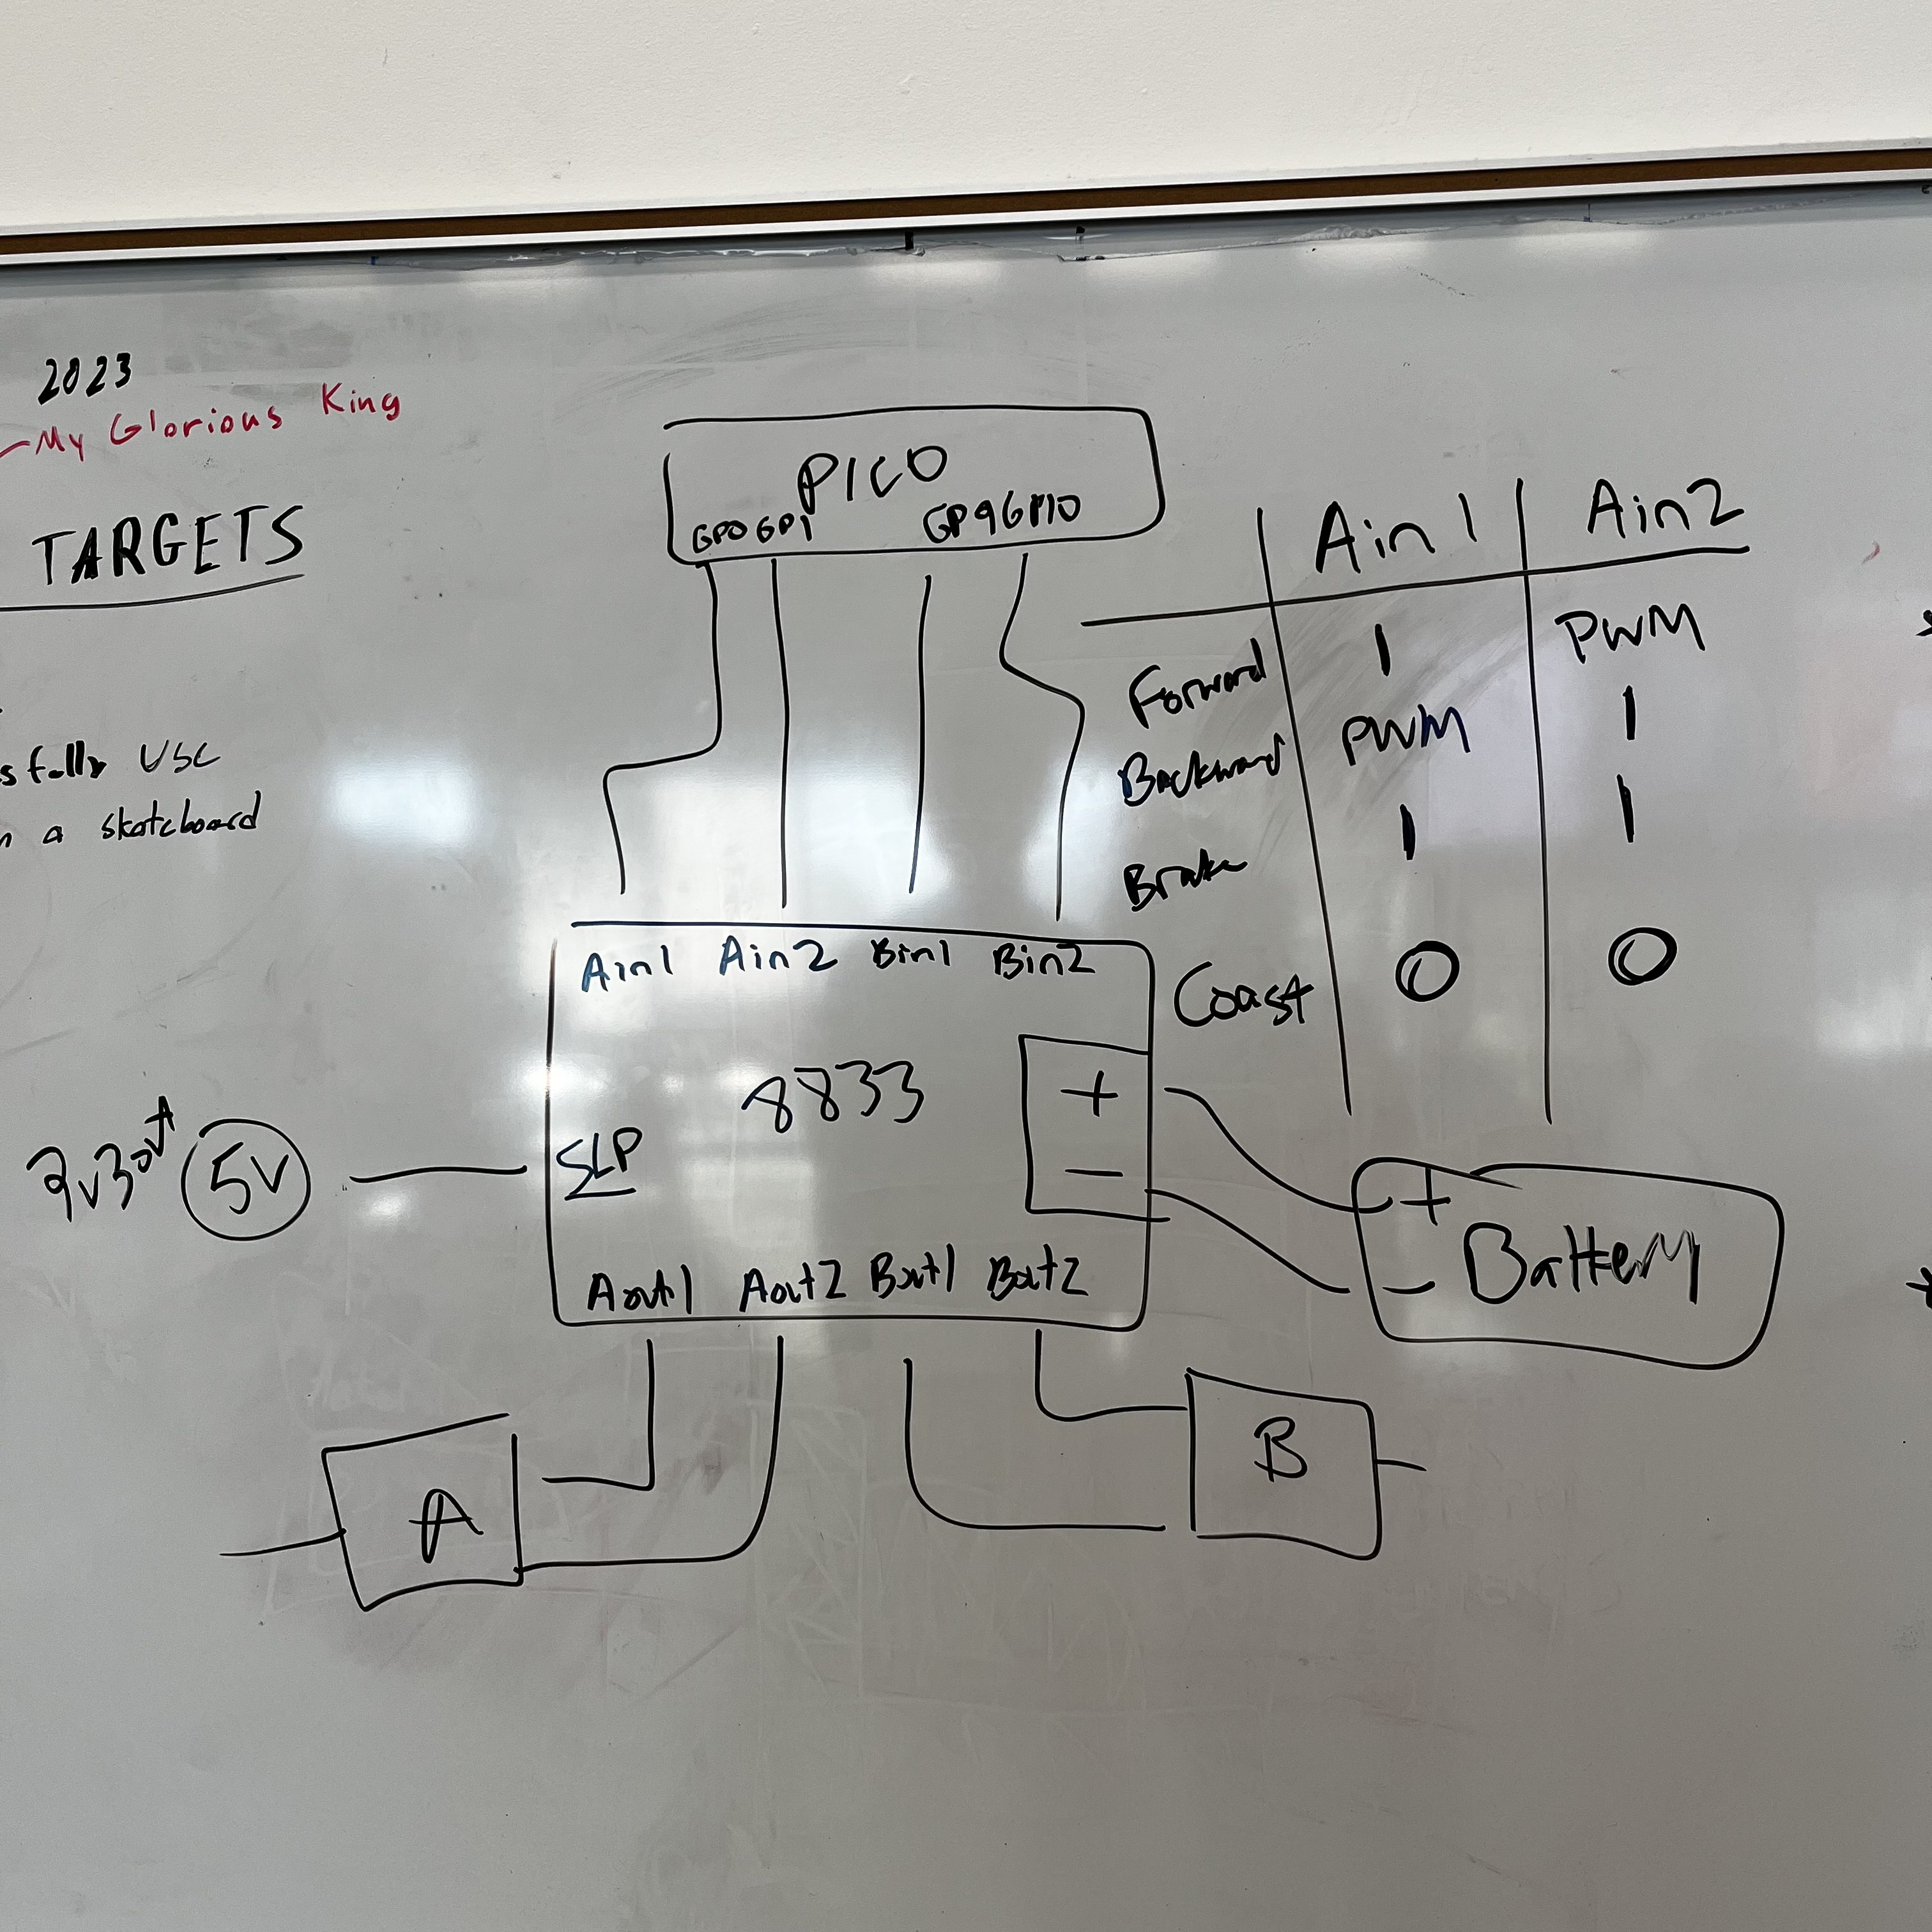 2023
-My Glorious King
TARGETS
USC
a skateboard
PICO
GP0 GP1 GP9 GP10
Ain1 Ain2 Bin1 Bin2
8833
+
-
SLP
3v3out 5V
Aout1 Aout2 Bout1 Bout2
A
B
+
-
Battery
Ain1 Ain2
Forward 1 PWM
Backward PWM 1
Brake 1 1
Coast 0 0